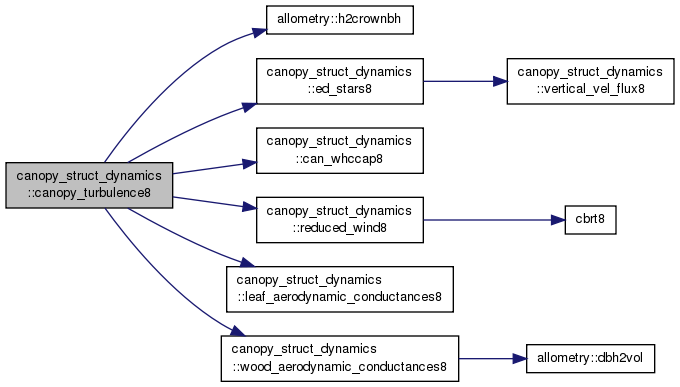 allometry::h2crownbh
canopy_struct_dynamics
::ed_stars8
canopy_struct_dynamics
::vertical_vel_flux8
canopy_struct_dynamics
::can_whccap8
canopy_struct_dynamics
::canopy_turbulence8
canopy_struct_dynamics
::reduced_wind8
cbrt8
canopy_struct_dynamics
::leaf_aerodynamic_conductances8
canopy_struct_dynamics
::wood_aerodynamic_conductances8
allometry::dbh2vol